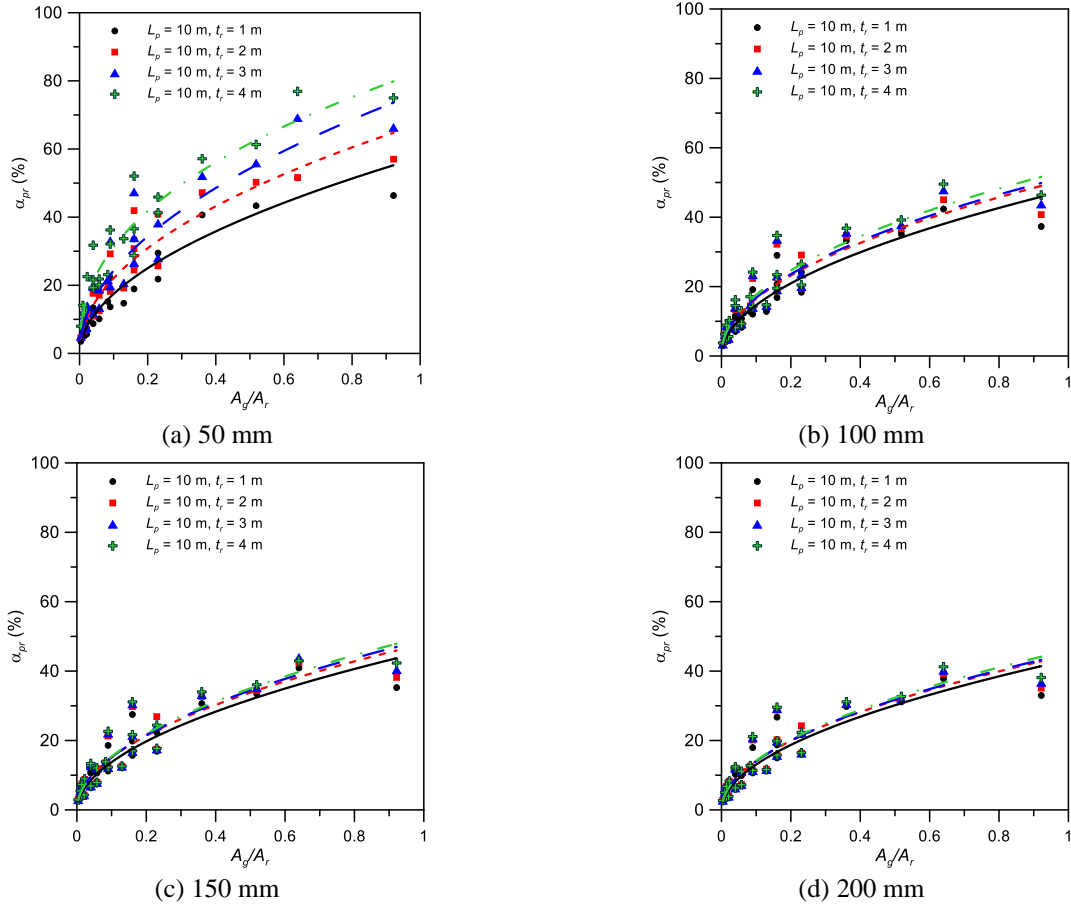 100
80
60
40
20
0
α_pr (%)
L_p = 10 m, t_r = 1 m
L_p = 10 m, t_r = 2 m
L_p = 10 m, t_r = 3 m
L_p = 10 m, t_r = 4 m
0 0.2 0.4 0.6 0.8 1
A_g/A_r
(a) 50 mm
100
80
60
40
20
0
α_pr (%)
L_p = 10 m, t_r = 1 m
L_p = 10 m, t_r = 2 m
L_p = 10 m, t_r = 3 m
L_p = 10 m, t_r = 4 m
0 0.2 0.4 0.6 0.8 1
A_g/A_r
(b) 100 mm
100
80
60
40
20
0
α_pr (%)
L_p = 10 m, t_r = 1 m
L_p = 10 m, t_r = 2 m
L_p = 10 m, t_r = 3 m
L_p = 10 m, t_r = 4 m
0 0.2 0.4 0.6 0.8 1
A_g/A_r
(c) 150 mm
100
80
60
40
20
0
α_pr (%)
L_p = 10 m, t_r = 1 m
L_p = 10 m, t_r = 2 m
L_p = 10 m, t_r = 3 m
L_p = 10 m, t_r = 4 m
0 0.2 0.4 0.6 0.8 1
A_g/A_r
(d) 200 mm